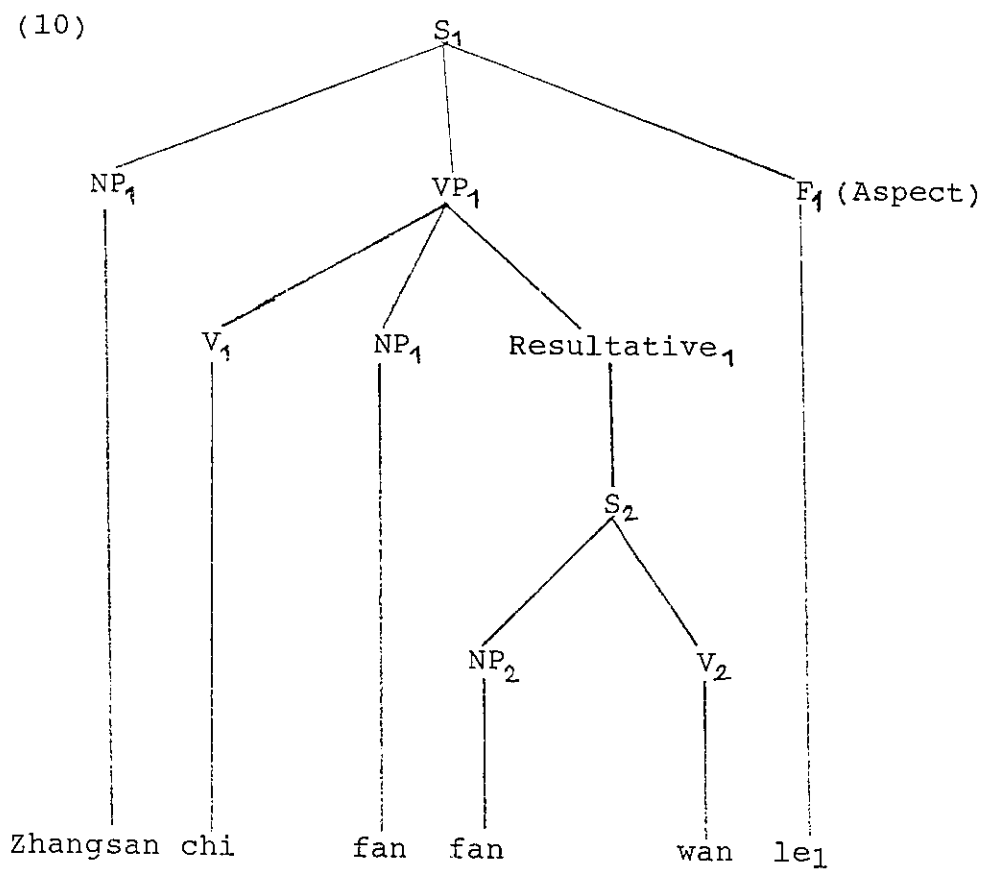 (10)
S₁
NP₁ VP₁ F₁ (Aspect)
V₁ NP₁ Resultative₁
S₂
NP₂ V₂
Zhangsan chi fan fan wan le₁